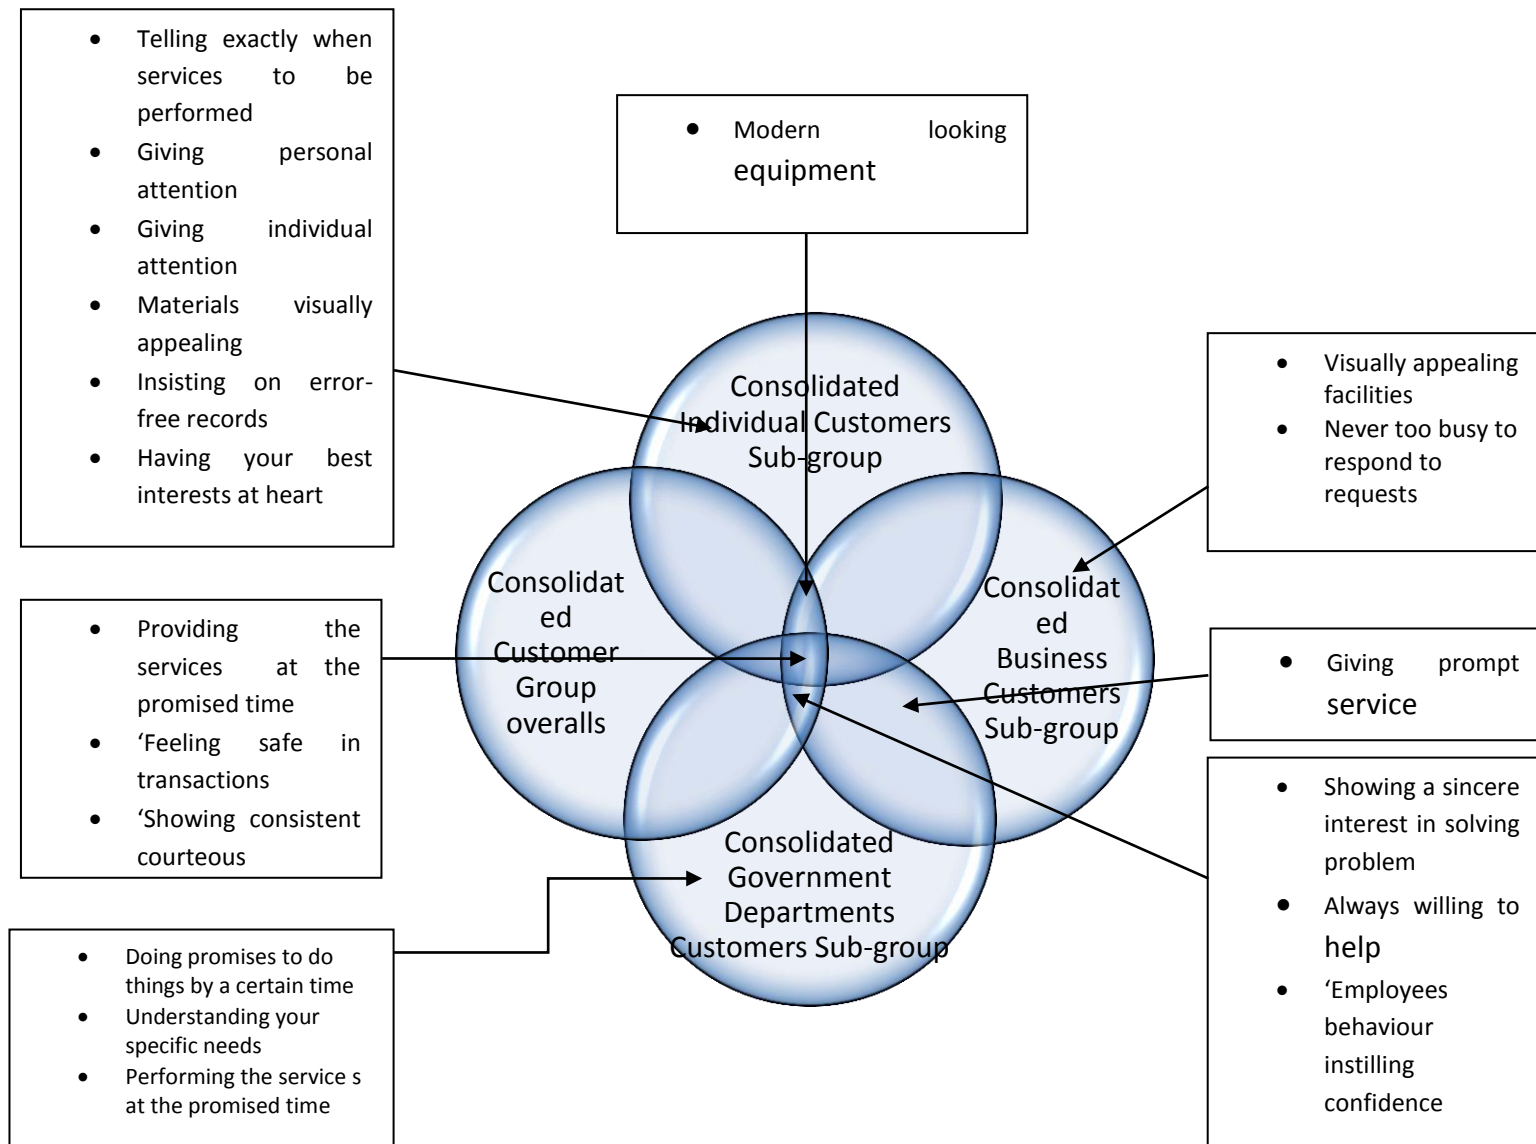 • Telling exactly when
services to be
performed
• Giving personal
attention
• Giving individual
attention
• Materials visually
appealing
• Insisting on error-
free records
• Having your best
interests at heart
• Modern looking
equipment
• Visually appealing
facilities
• Never too busy to
respond to
requests
Consolidated
Individual Customers
Sub-group
Consolidat
ed
Customer
Group
overalls
Consolidat
ed
Business
Customers
Sub-group
Consolidated
Government
Departments
Customers Sub-group
• Providing the
services at the
promised time
• ‘Feeling safe in
transactions
• ‘Showing consistent
courteous
• Giving prompt
service
• Showing a sincere
interest in solving
problem
• Always willing to
help
• ‘Employees
behaviour
instilling
confidence
• Doing promises to do
things by a certain time
• Understanding your
specific needs
• Performing the service s
at the promised time